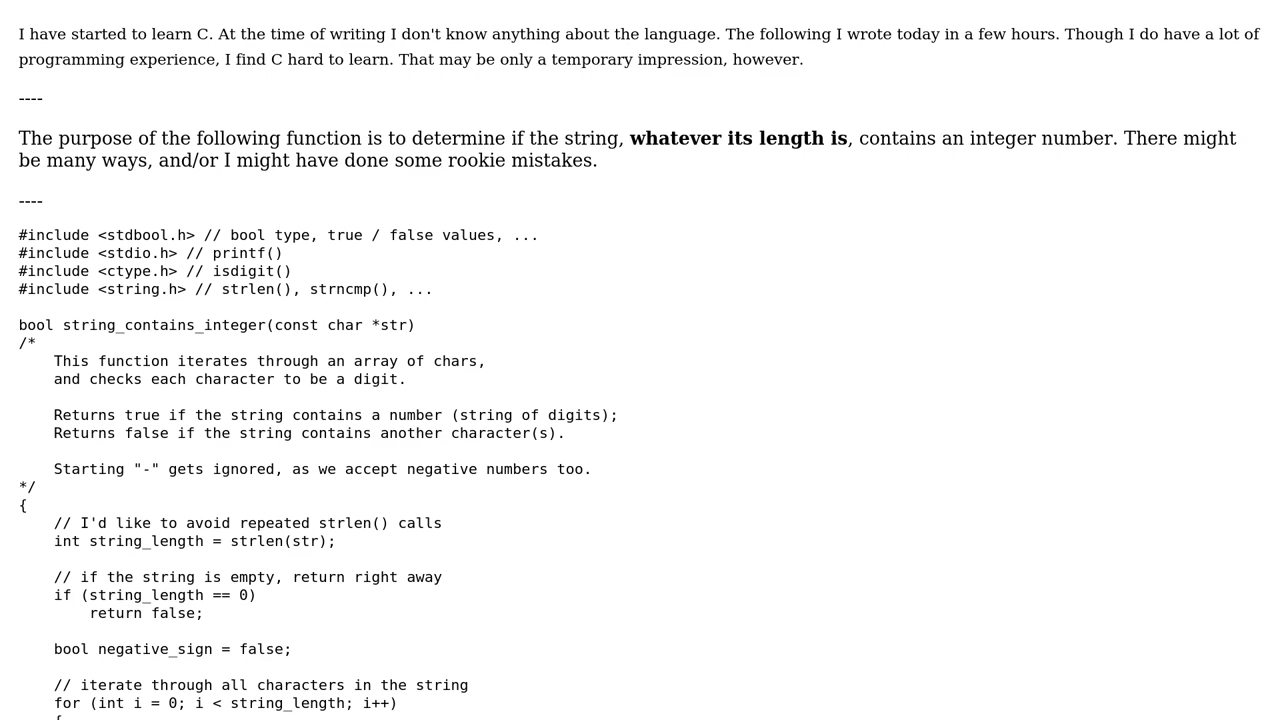 I have started to learn C. At the time of writing I don't know anything about the language. The following I wrote today in a few hours. Though I do have a lot of
programming experience, I find C hard to learn. That may be only a temporary impression, however.
----
The purpose of the following function is to determine if the string, whatever its length is, contains an integer number. There might
be many ways, and/or I might have done some rookie mistakes.
----
#include <stdbool.h> // bool type, true / false values, ...
#include <stdio.h> // printf()
#include <ctype.h> // isdigit()
#include <string.h> // strlen(), strncmp(), ...
bool string_contains_integer(const char *str)
/*
    This function iterates through an array of chars,
    and checks each character to be a digit.
    Returns true if the string contains a number (string of digits);
    Returns false if the string contains another character(s).
    Starting "-" gets ignored, as we accept negative numbers too.
*/
{
    // I'd like to avoid repeated strlen() calls
    int string_length = strlen(str);
    // if the string is empty, return right away
    if (string_length == 0)
        return false;
    bool negative_sign = false;
    // iterate through all characters in the string
    for (int i = 0; i < string_length; i++)